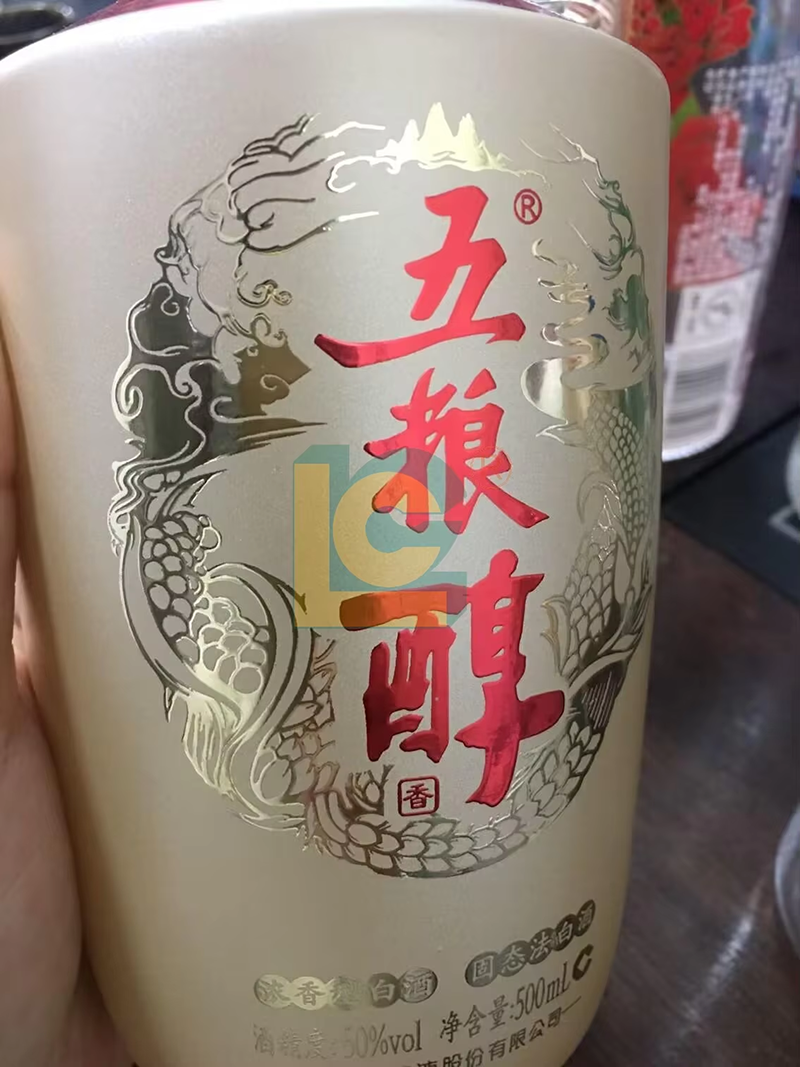 五粮醇®
香
浓香型白酒 固态法白酒
酒精度:50%vol 净含量:500mL C
股份有限公司
LC